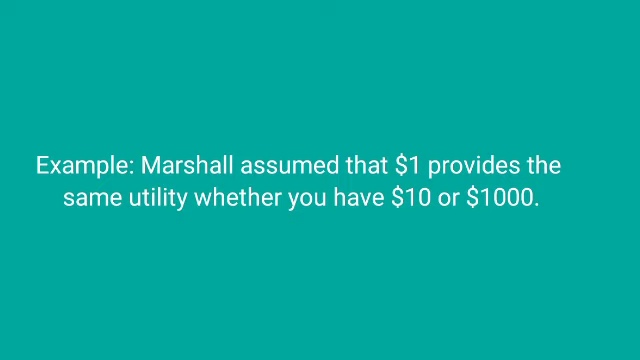 Example: Marshall assumed that $1 provides the
same utility whether you have $10 or $1000.